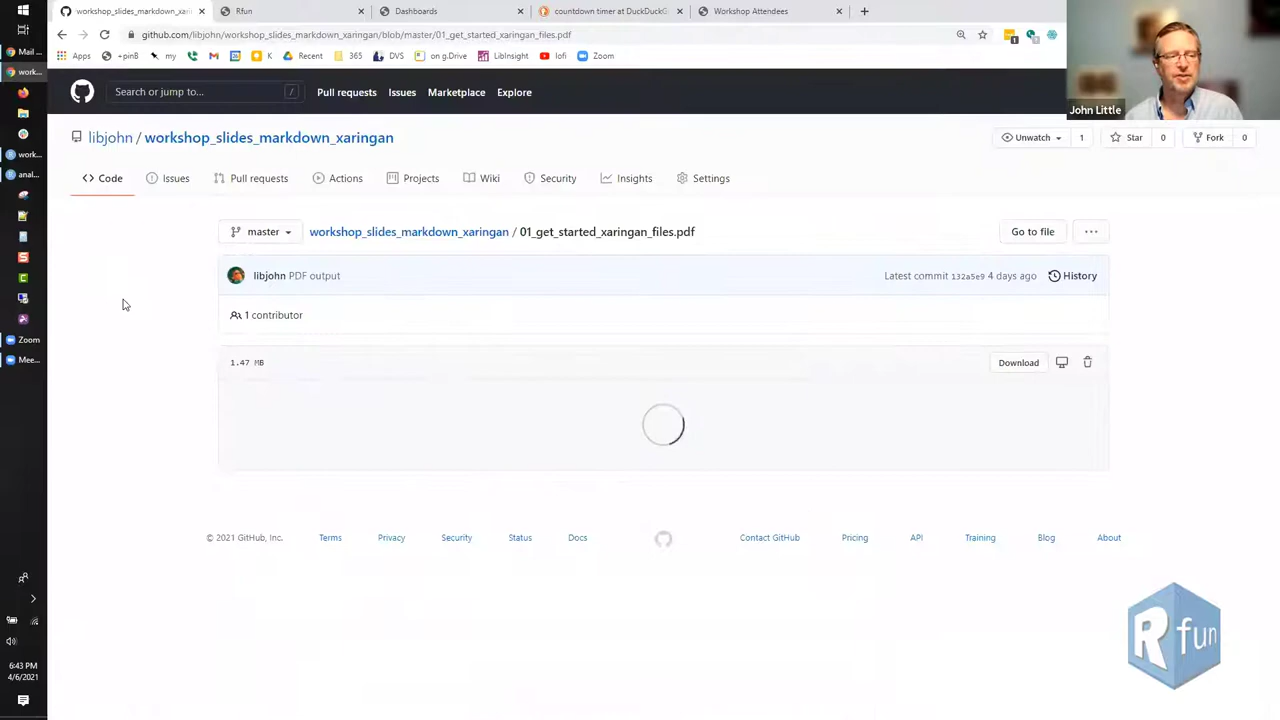 workshop_slides_markdown_xari
Rfun
Dashboards
countdown timer at DuckDuckG
Workshop Attendees
github.com/libjohn/workshop_slides_markdown_xaringan/blob/master/01_get_started_xaringan_files.pdf
Apps
+pinB
my
K
Recent
365
DVS
on g.Drive
LibInsight
lofi
Zoom
Search or jump to...
/
Pull requests
Issues
Marketplace
Explore
John Little
libjohn / workshop_slides_markdown_xaringan
Unwatch
1
Star
0
Fork
0
Code
Issues
Pull requests
Actions
Projects
Wiki
Security
Insights
Settings
master
workshop_slides_markdown_xaringan / 01_get_started_xaringan_files.pdf
Go to file
libjohn PDF output
Latest commit 132a5e9 4 days ago
History
1 contributor
1.47 MB
Download
© 2021 GitHub, Inc.
Terms
Privacy
Security
Status
Docs
Contact GitHub
Pricing
API
Training
Blog
About
Mail ...
work...
work...
anal...
Zoom
Mee...
6:43 PM
4/6/2021
R fun